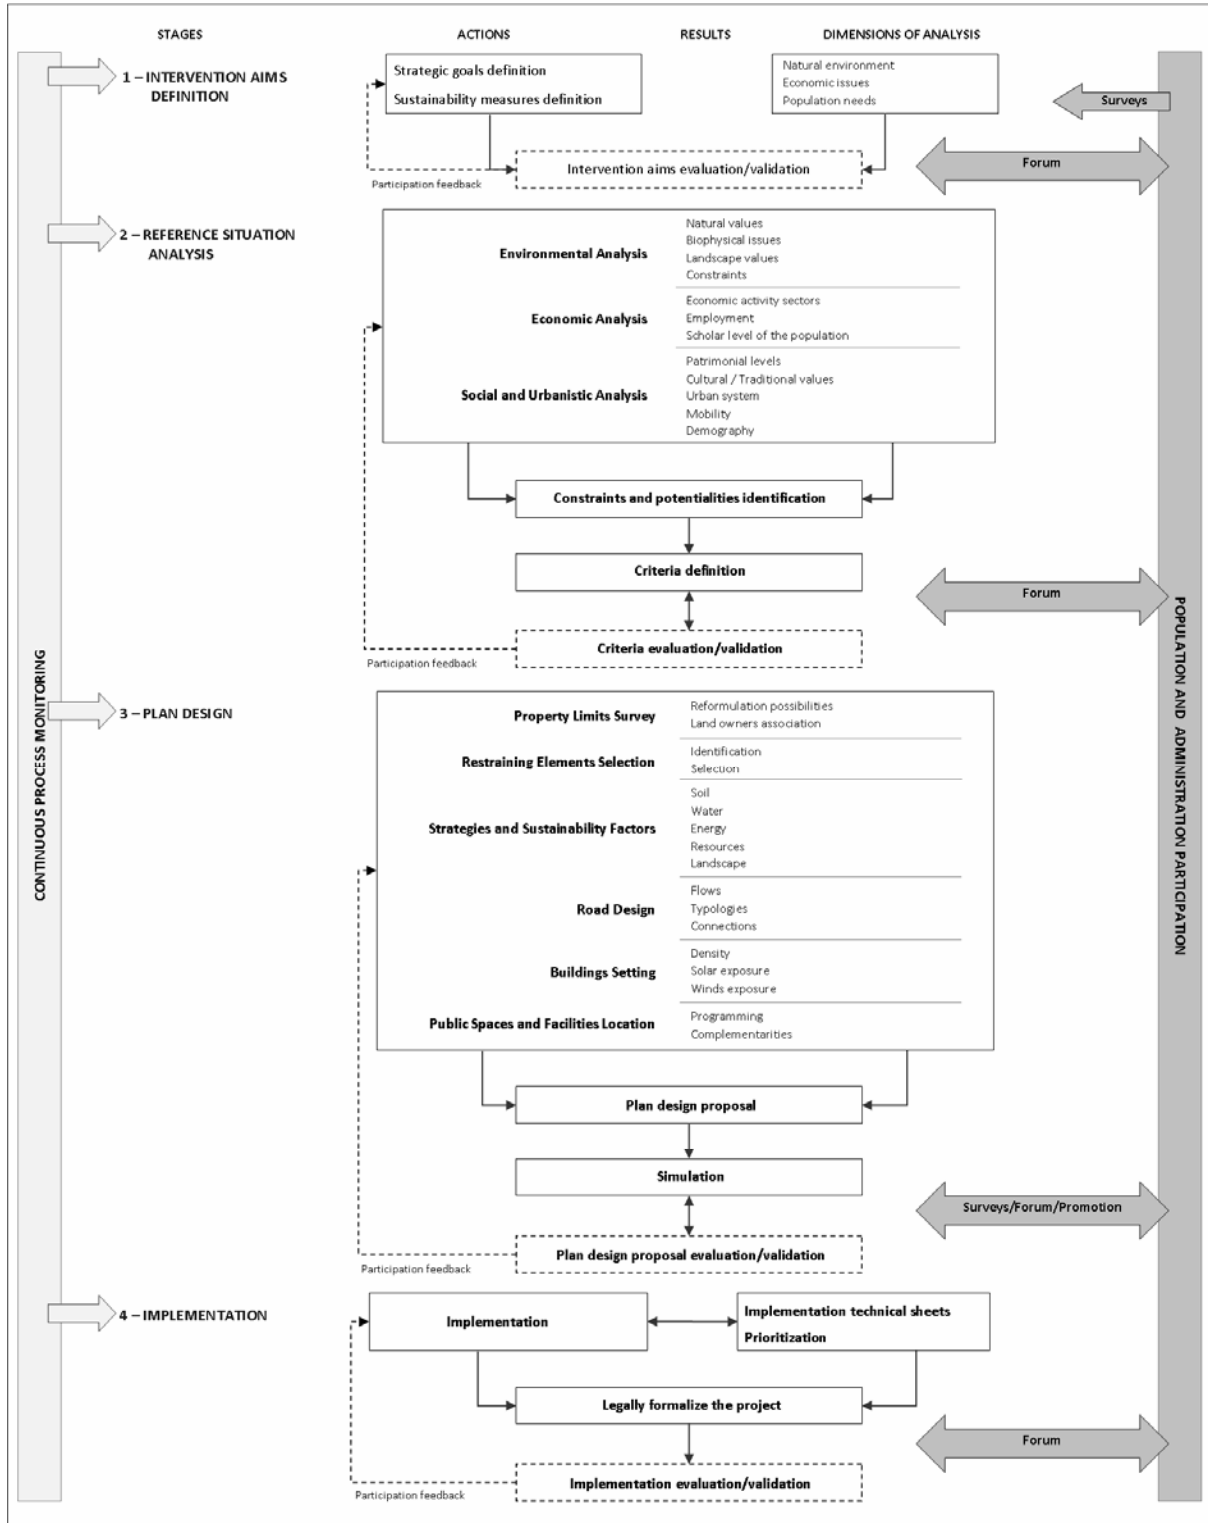 STAGES
ACTIONS
RESULTS
DIMENSIONS OF ANALYSIS
1 – INTERVENTION AIMS
DEFINITION
Strategic goals definition
Sustainability measures definition
Natural environment
Economic issues
Population needs
Surveys
Intervention aims evaluation/validation
Forum
Participation feedback
2 – REFERENCE SITUATION
ANALYSIS
Environmental Analysis
Natural values
Biophysical issues
Landscape values
Constraints
Economic Analysis
Economic activity sectors
Employment
Scholar level of the population
Social and Urbanistic Analysis
Patrimonial levels
Cultural / Traditional values
Urban system
Mobility
Demography
Constraints and potentialities identification
Criteria definition
Forum
Criteria evaluation/validation
Participation feedback
3 – PLAN DESIGN
Property Limits Survey
Reformulation possibilities
Land owners association
Restraining Elements Selection
Identification
Selection
Strategies and Sustainability Factors
Soil
Water
Energy
Resources
Landscape
Road Design
Flows
Typologies
Connections
Buildings Setting
Density
Solar exposure
Winds exposure
Public Spaces and Facilities Location
Programming
Complementarities
Plan design proposal
Simulation
Surveys/Forum/Promotion
Plan design proposal evaluation/validation
Participation feedback
4 – IMPLEMENTATION
Implementation
Implementation technical sheets
Prioritization
Legally formalize the project
Forum
Implementation evaluation/validation
Participation feedback
CONTINUOUS PROCESS MONITORING
POPULATION AND ADMINISTRATION PARTICIPATION